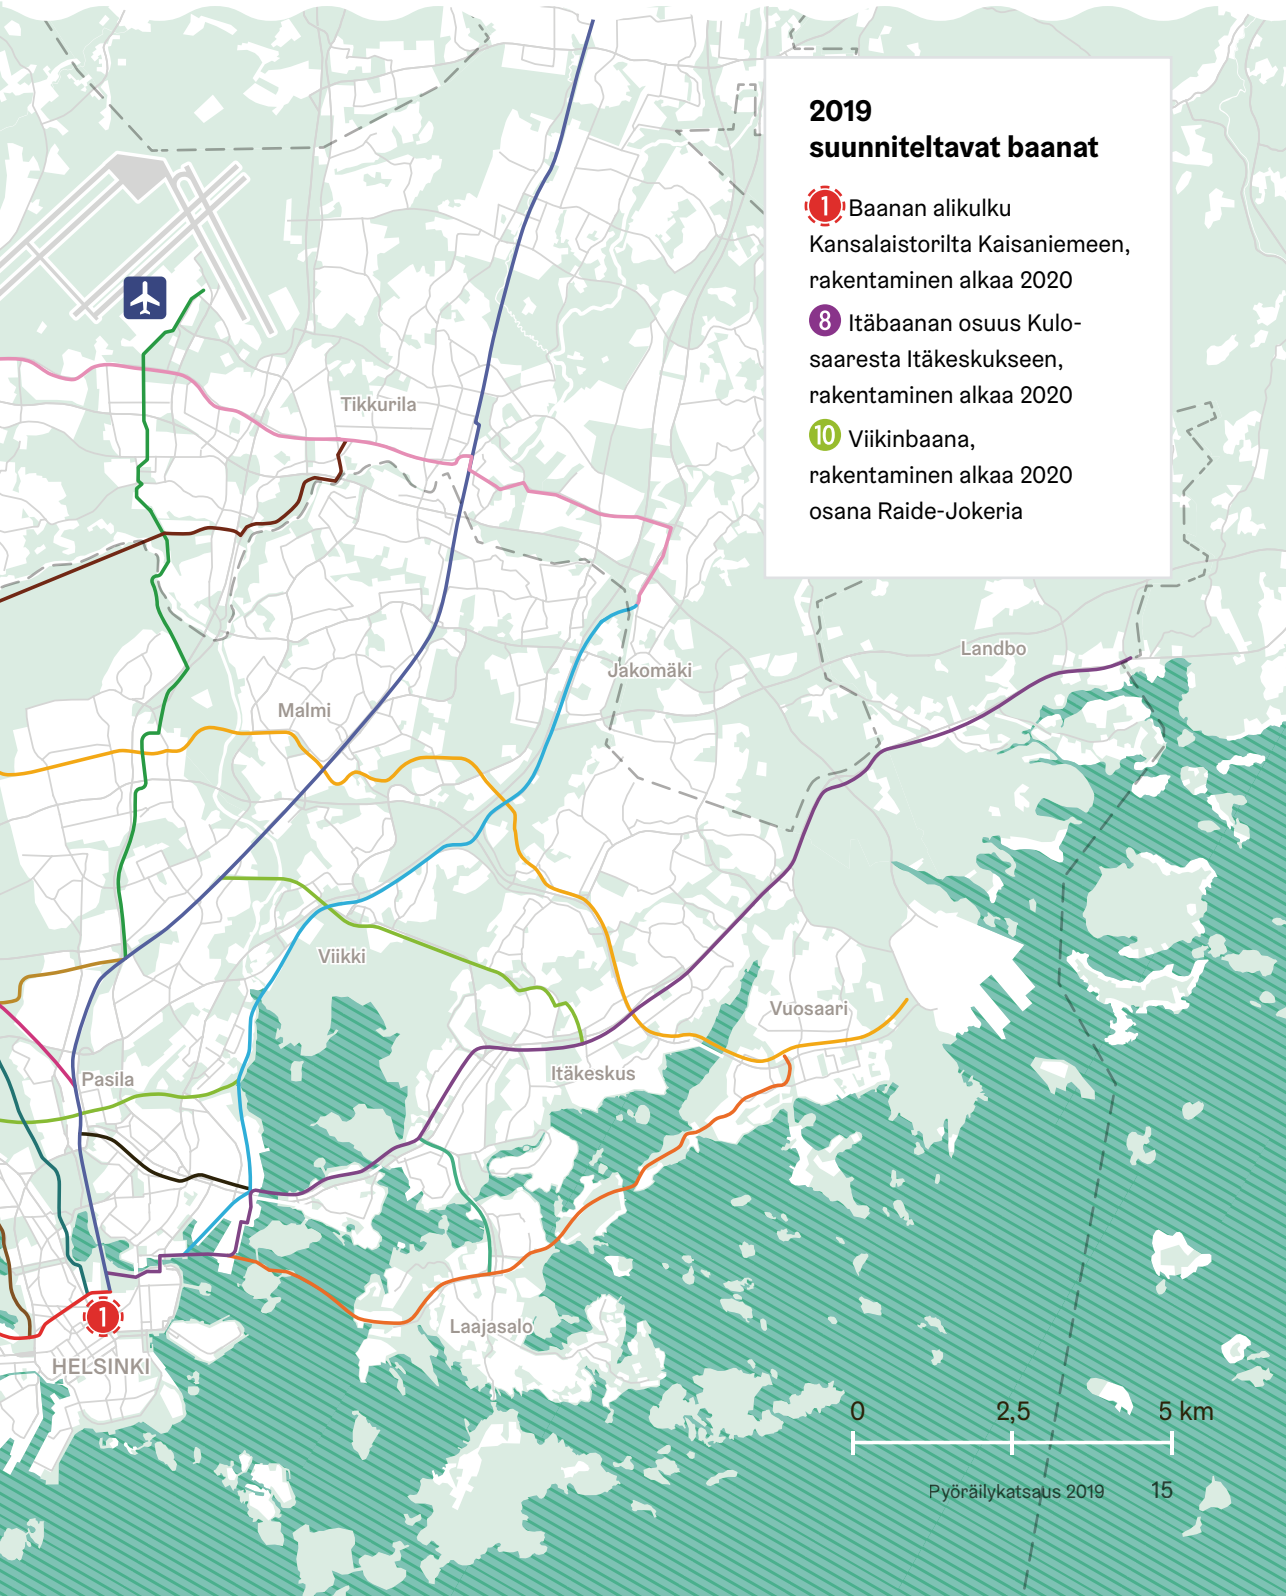 2019
suunniteltavat baanat
1 Baanan alikulku
Kansalaistorilta Kaisaniemeen,
rakentaminen alkaa 2020
8 Itäbaanan osuus Kulo-
saaresta Itäkeskukseen,
rakentaminen alkaa 2020
10 Viikinbaana,
rakentaminen alkaa 2020
osana Raide-Jokeria
Tikkurila
Landbo
Jakomäki
Malmi
Viikki
Vuosaari
Itäkeskus
Pasila
1
Laajasalo
HELSINKI
0 2,5 5 km
Pyöräilykatsaus 2019 15